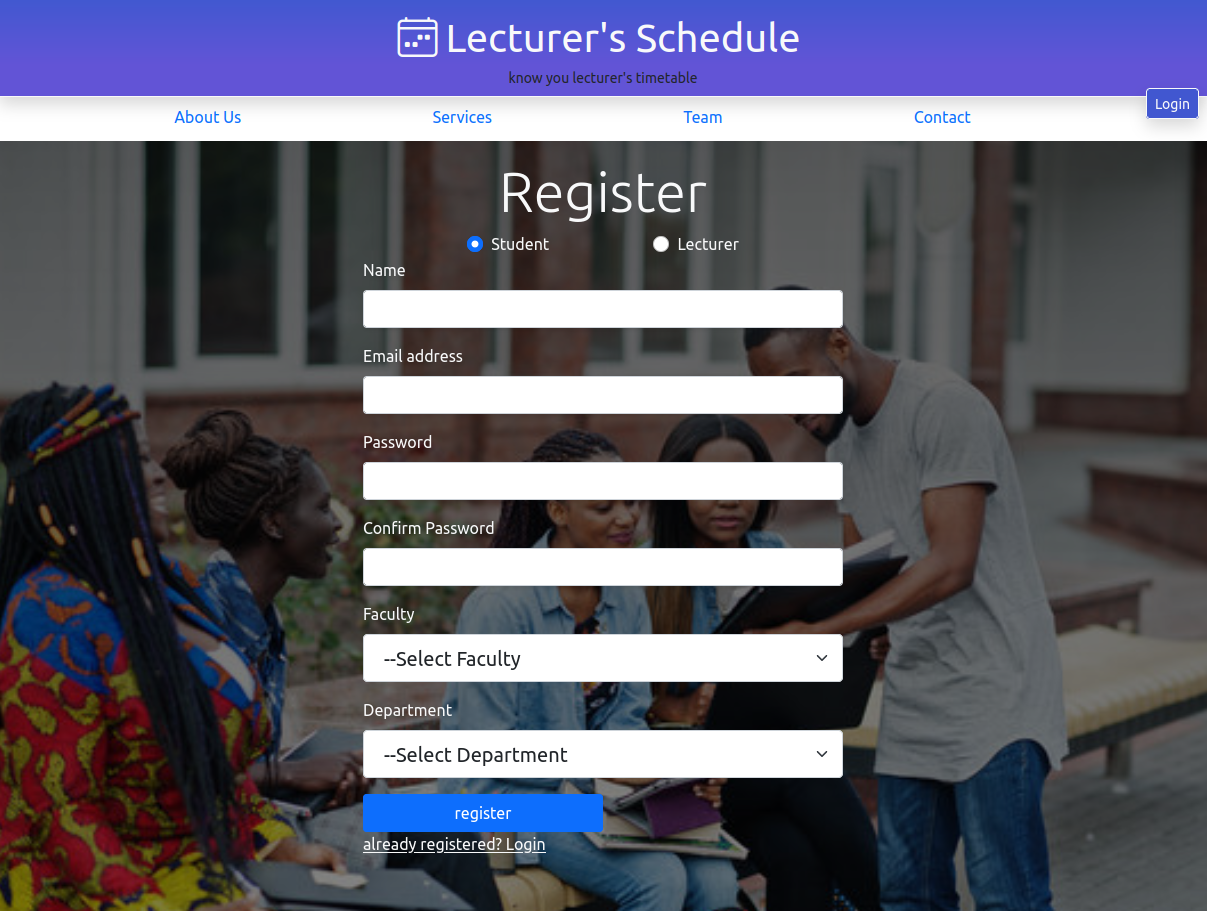 Lecturer's Schedule
know you lecturer's timetable
Login
About Us Services Team Contact
Register
Student Lecturer
Name
Email address
Password
Confirm Password
Faculty
--Select Faculty
Department
--Select Department
register
already registered? Login